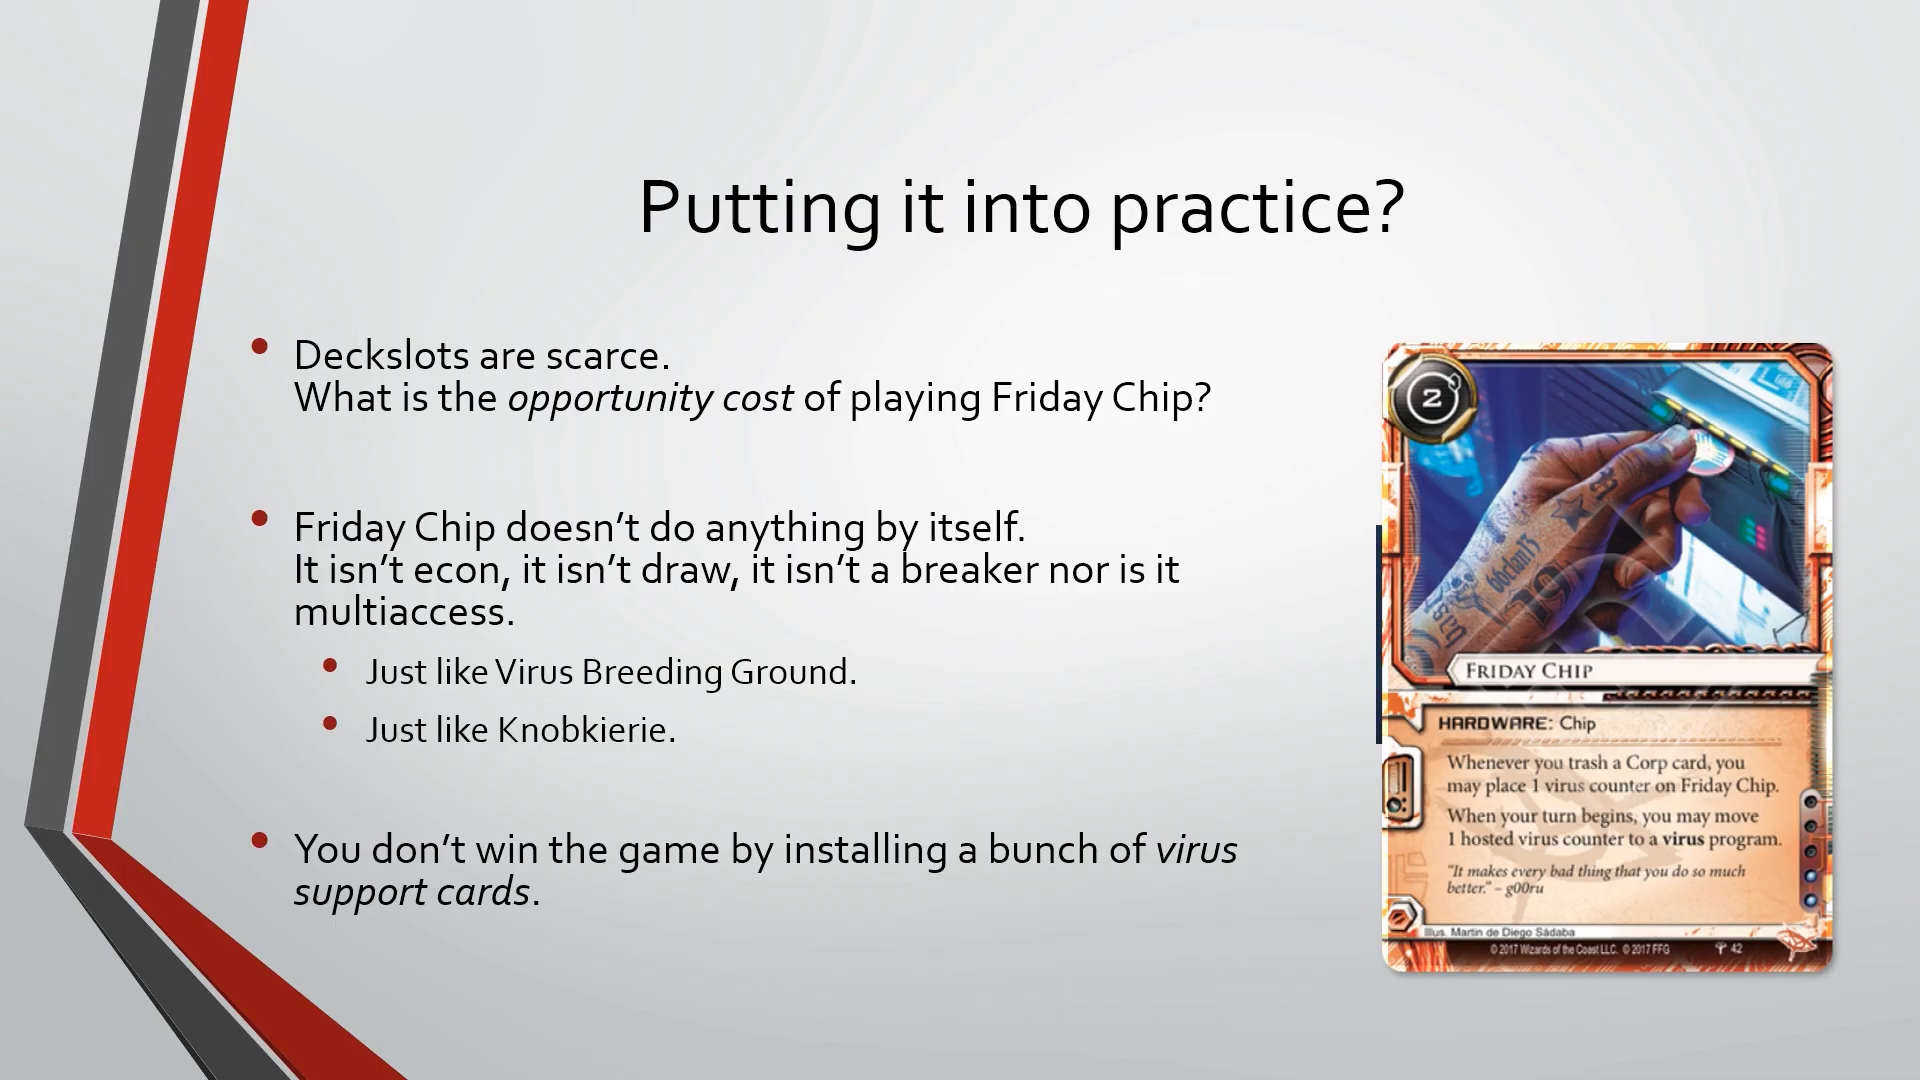 Putting it into practice?
Deckslots are scarce.
What is the opportunity cost of playing Friday Chip?
Friday Chip doesn't do anything by itself.
It isn't econ, it isn't draw, it isn't a breaker nor is it
multiaccess.
Just like Virus Breeding Ground.
Just like Knobkierie.
You don't win the game by installing a bunch of virus
support cards.
2
FRIDAY CHIP
HARDWARE: Chip
Whenever you trash a Corp card, you
may place 1 virus counter on Friday Chip.
When your turn begins, you may move
1 hosted virus counter to a virus program.
"It makes every bad thing that you do so much
better." – g00ru
Illus. Martin de Diego Sádaba
© 2017 Wizards of the Coast LLC. © 2017 FFG
42